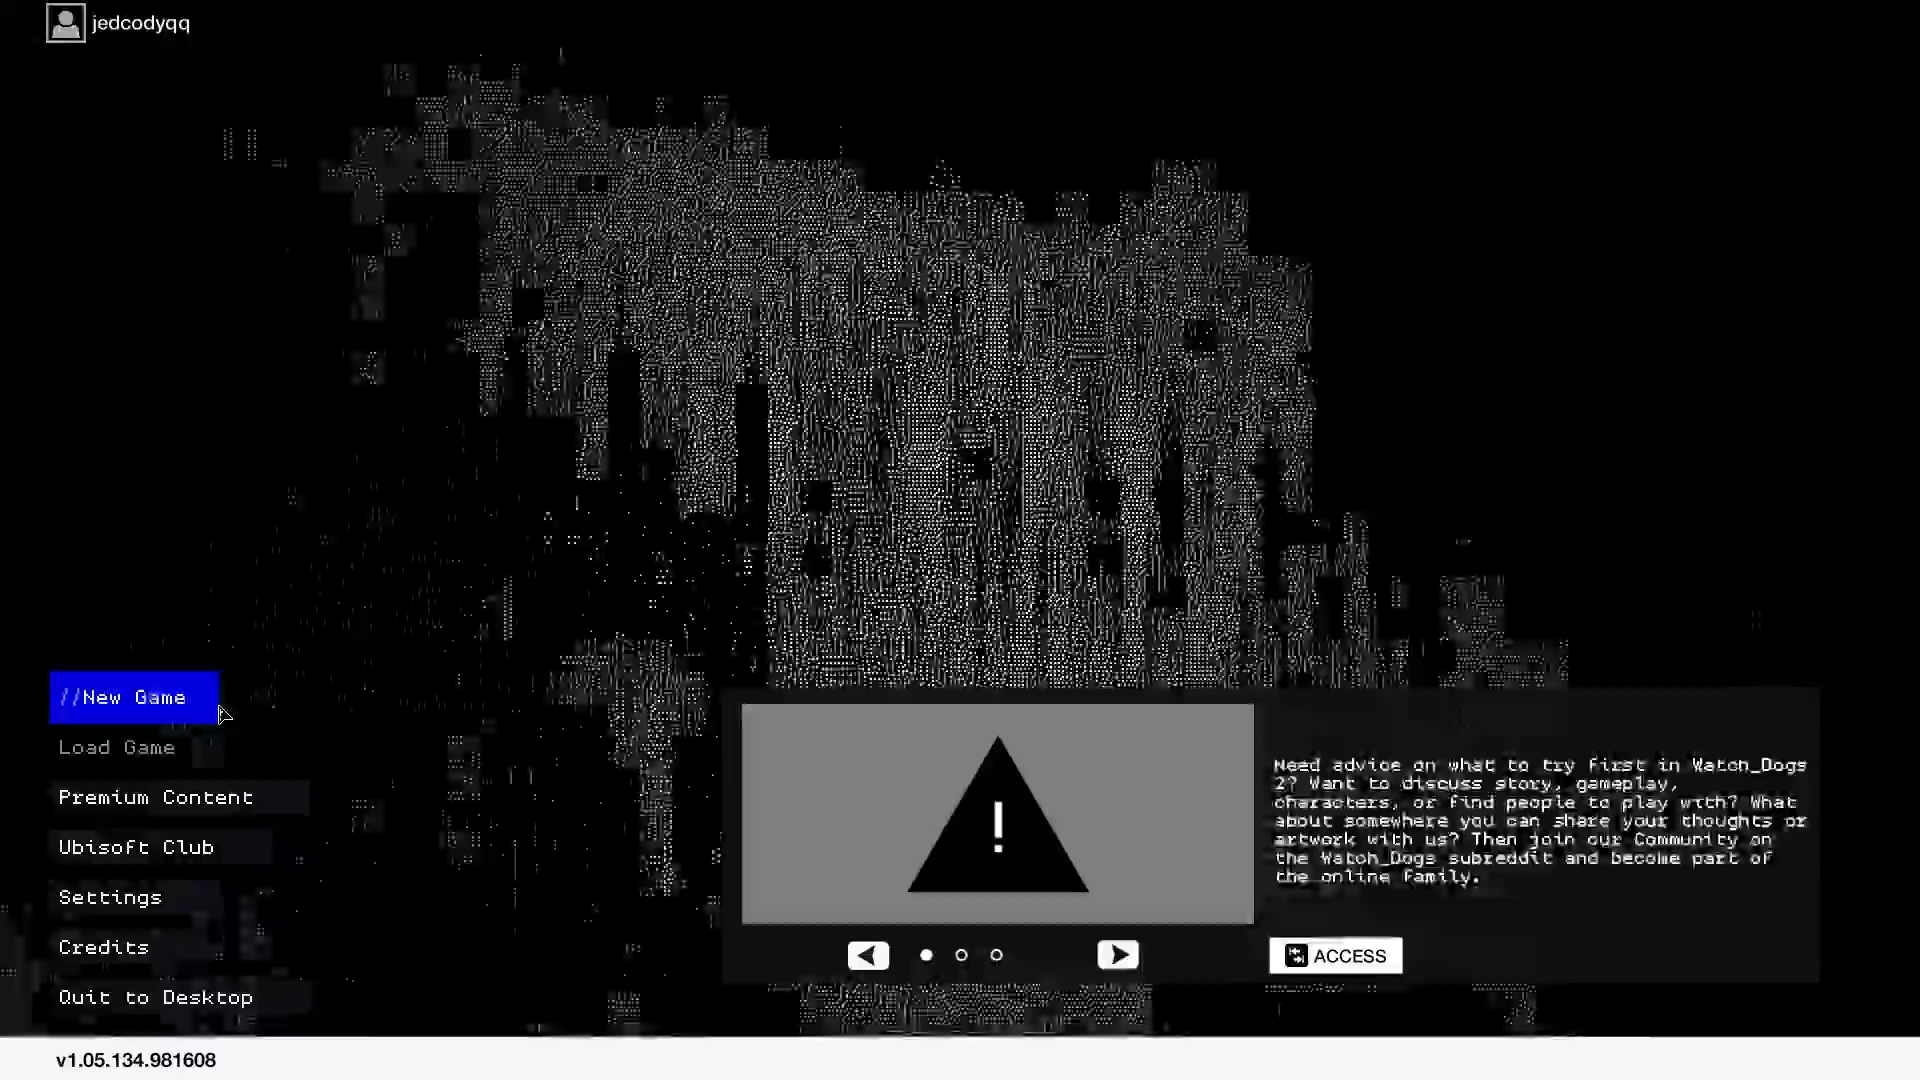 jedcodyqq
//New Game
Load Game
Premium Content
Ubisoft Club
Settings
Credits
Quit to Desktop
!
Need advice on what to try first in Watch_Dogs
2? Want to discuss story, gameplay,
characters, or find people to play with? What
about somewhere you can share your thoughts or
artwork with us? Then join our Community on
the Watch_Dogs subreddit and become part of
the online family.
ACCESS
v1.05.134.981608